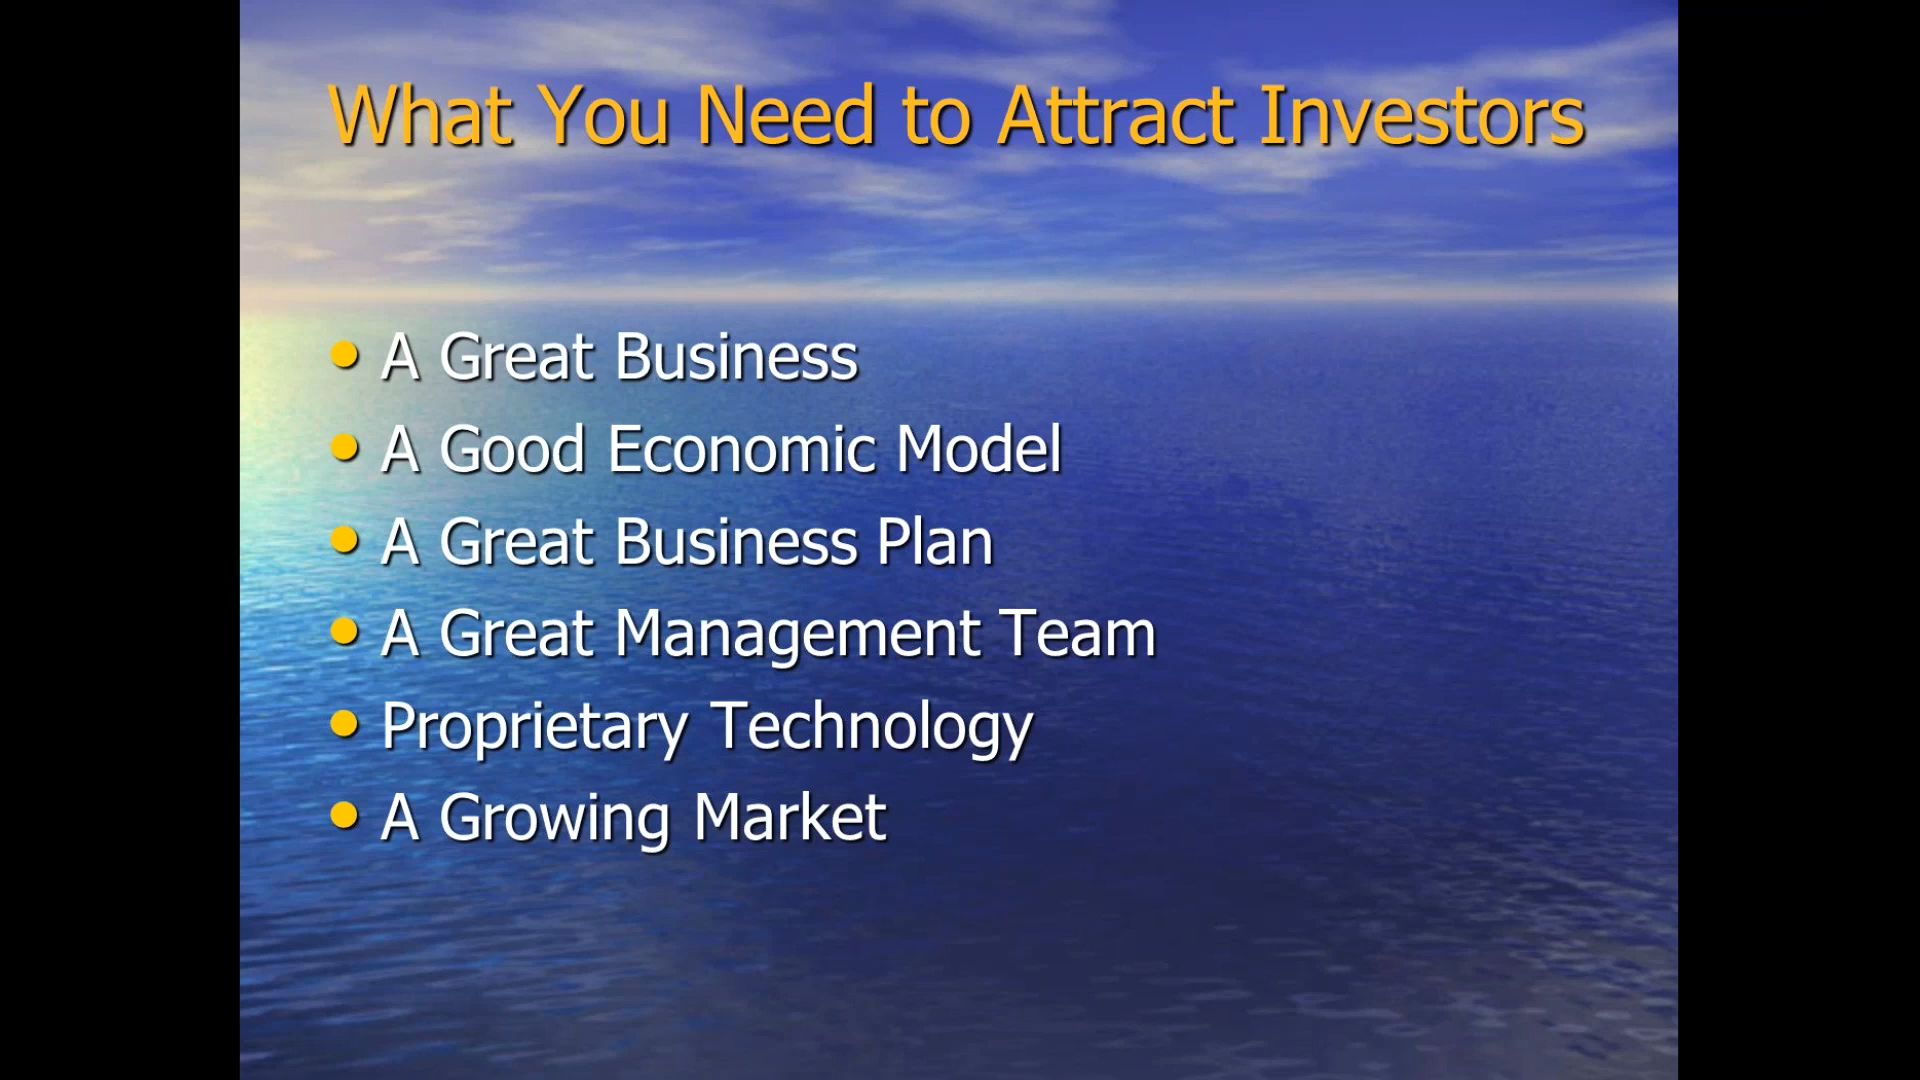 What You Need to Attract Investors
• A Great Business
• A Good Economic Model
• A Great Business Plan
• A Great Management Team
• Proprietary Technology
• A Growing Market